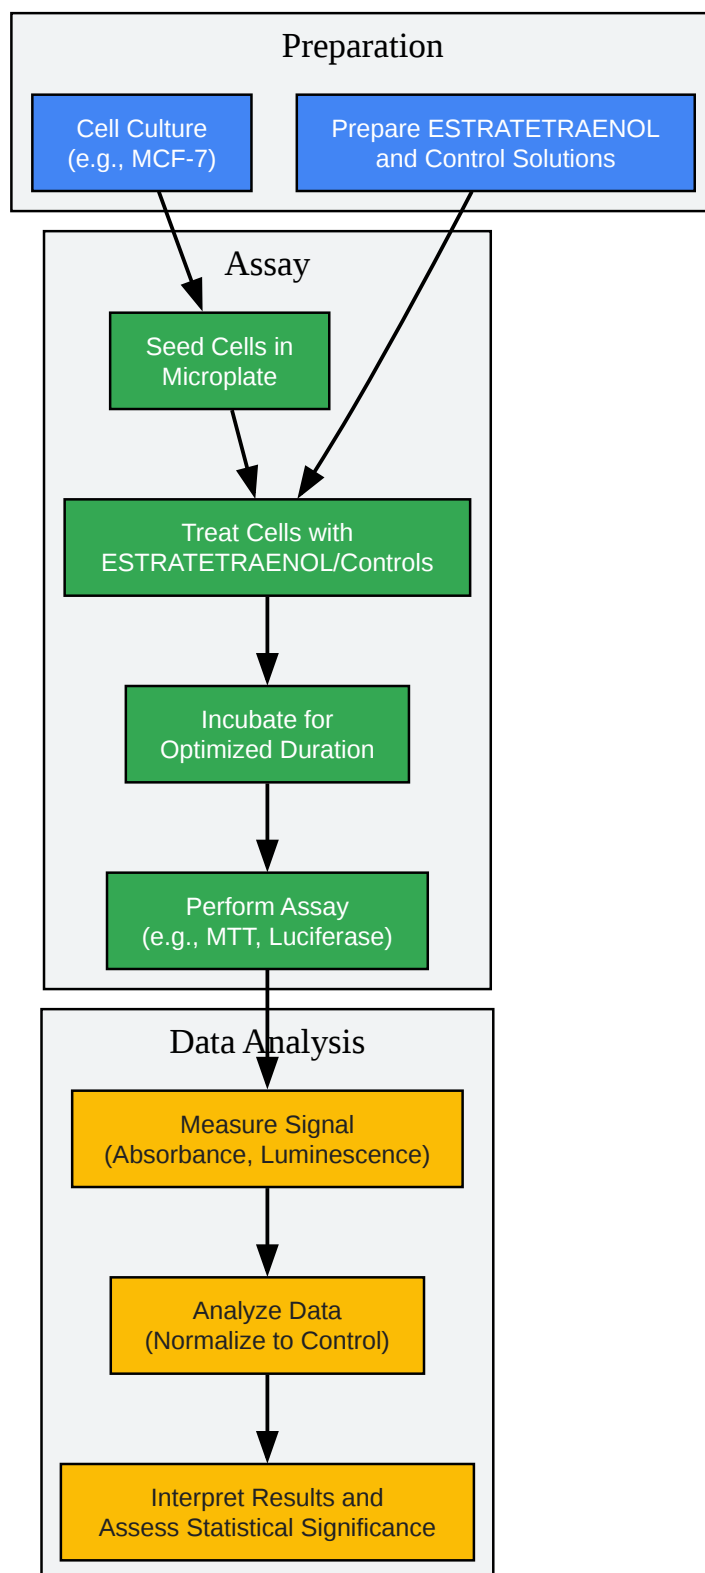 Preparation
Cell Culture
(e.g., MCF-7)
Prepare ESTRATETRAENOL
and Control Solutions
Assay
Seed Cells in
Microplate
Treat Cells with
ESTRATETRAENOL/Controls
Incubate for
Optimized Duration
Perform Assay
(e.g., MTT, Luciferase)
Data Analysis
Measure Signal
(Absorbance, Luminescence)
Analyze Data
(Normalize to Control)
Interpret Results and
Assess Statistical Significance